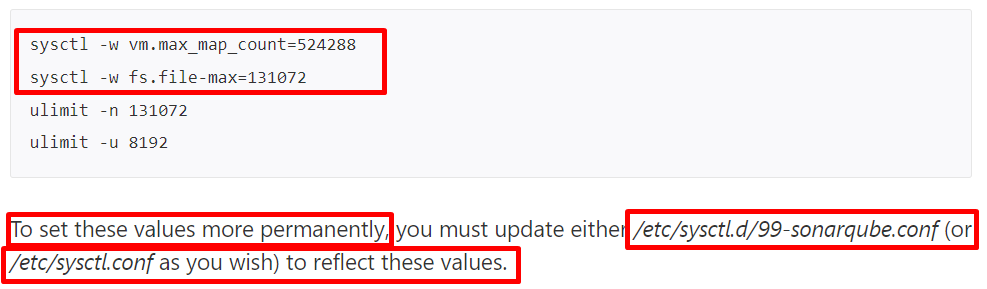 sysctl -w vm.max_map_count=524288
sysctl -w fs.file-max=131072
ulimit -n 131072
ulimit -u 8192
To set these values more permanently, you must update either /etc/sysctl.d/99-sonarqube.conf (or
/etc/sysctl.conf as you wish) to reflect these values.